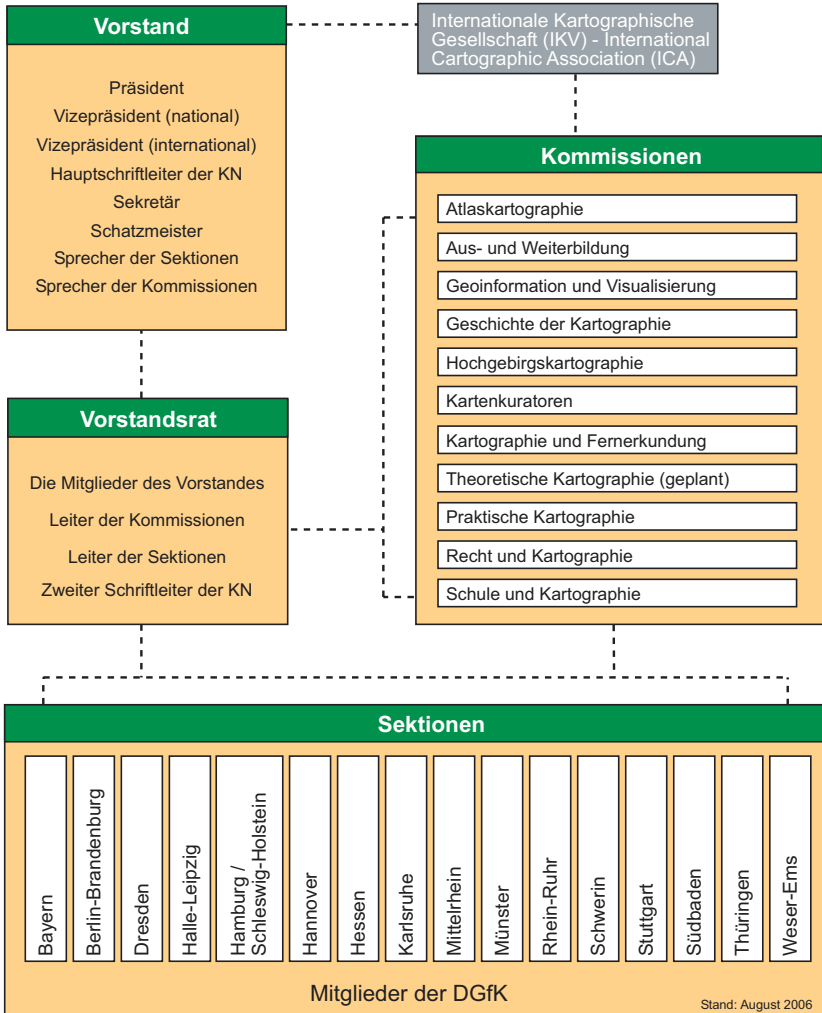 Vorstand
Präsident
Vizepräsident (national)
Vizepräsident (international)
Hauptschriftleiter der KN
Sekretär
Schatzmeister
Sprecher der Sektionen
Sprecher der Kommissionen
Internationale Kartographische
Gesellschaft (IKV) - International
Cartographic Association (ICA)
Kommissionen
Atlaskartographie
Aus- und Weiterbildung
Geoinformation und Visualisierung
Geschichte der Kartographie
Hochgebirgskartographie
Kartenkuratoren
Kartographie und Fernerkundung
Theoretische Kartographie (geplant)
Praktische Kartographie
Recht und Kartographie
Schule und Kartographie
Vorstandsrat
Die Mitglieder des Vorstandes
Leiter der Kommissionen
Leiter der Sektionen
Zweiter Schriftleiter der KN
Sektionen
Bayern
Berlin-Brandenburg
Dresden
Halle-Leipzig
Hamburg /
Schleswig-Holstein
Hannover
Hessen
Karlsruhe
Mittelrhein
Münster
Rhein-Ruhr
Schwerin
Stuttgart
Südbaden
Thüringen
Weser-Ems
Mitglieder der DGfK
Stand: August 2006